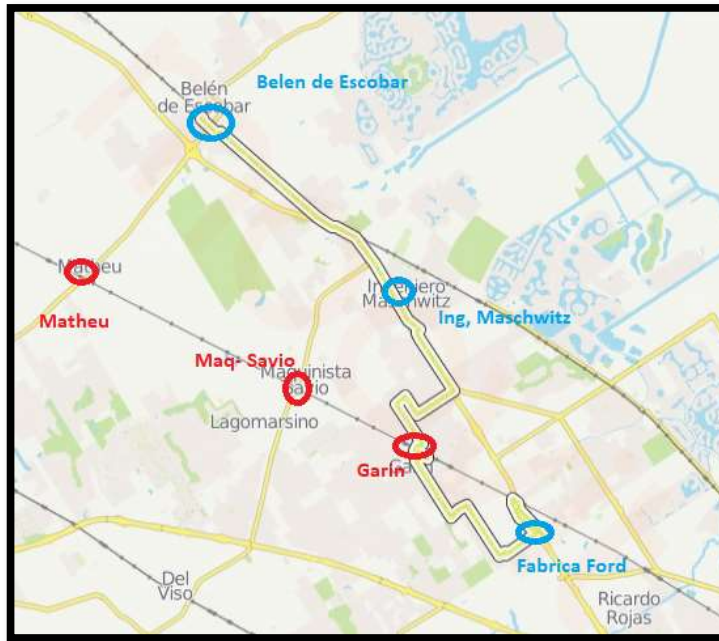 Belén
de Escobar
Belen de Escobar
Matheu
Matheu
Ingeniero
Maschwitz
Ing, Maschwitz
Maq- Savio
Maquinista
Savio
Lagomarsino
Garín
Garin
Fabrica Ford
Del
Viso
Ricardo
Rojas